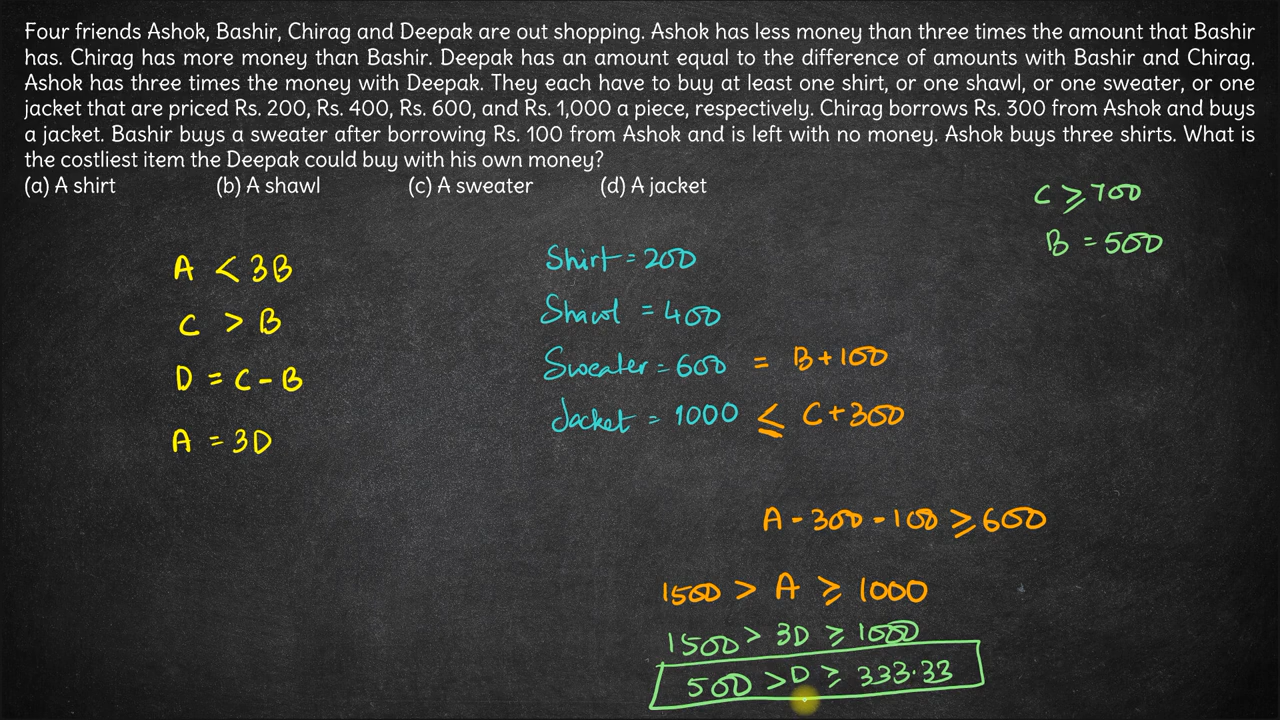 Four friends Ashok, Bashir, Chirag and Deepak are out shopping. Ashok has less money than three times the amount that Bashir
has. Chirag has more money than Bashir. Deepak has an amount equal to the difference of amounts with Bashir and Chirag.
Ashok has three times the money with Deepak. They each have to buy at least one shirt, or one shawl, or one sweater, or one
jacket that are priced Rs. 200, Rs. 400, Rs. 600, and Rs. 1,000 a piece, respectively. Chirag borrows Rs. 300 from Ashok and buys
a jacket. Bashir buys a sweater after borrowing Rs. 100 from Ashok and is left with no money. Ashok buys three shirts. What is
the costliest item the Deepak could buy with his own money?
(a) A shirt (b) A shawl (c) A sweater (d) A jacket
C ≥ 700
B = 500
A < 3B
C > B
D = C - B
A = 3D
Shirt = 200
Shawl = 400
Sweater = 600 = B + 100
Jacket = 1000 ≤ C + 300
A - 300 - 100 ≥ 600
1500 > A ≥ 1000
1500 > 3D ≥ 1000
500 > D ≥ 333.33